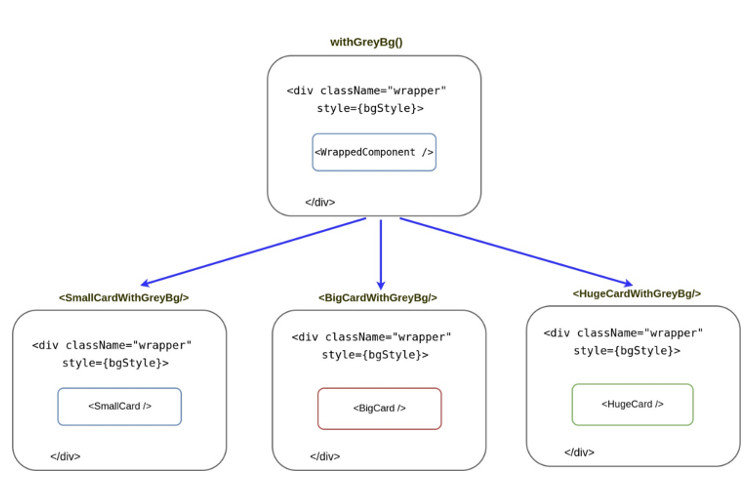 withGreyBg()
<div className="wrapper"
style={bgStyle}>
<WrappedComponent />
</div>
<SmallCardWithGreyBg/>
<div className="wrapper"
style={bgStyle}>
<SmallCard />
</div>
<BigCardWithGreyBg/>
<div className="wrapper"
style={bgStyle}>
<BigCard />
</div>
<HugeCardWithGreyBg/>
<div className="wrapper"
style={bgStyle}>
<HugeCard />
</div>